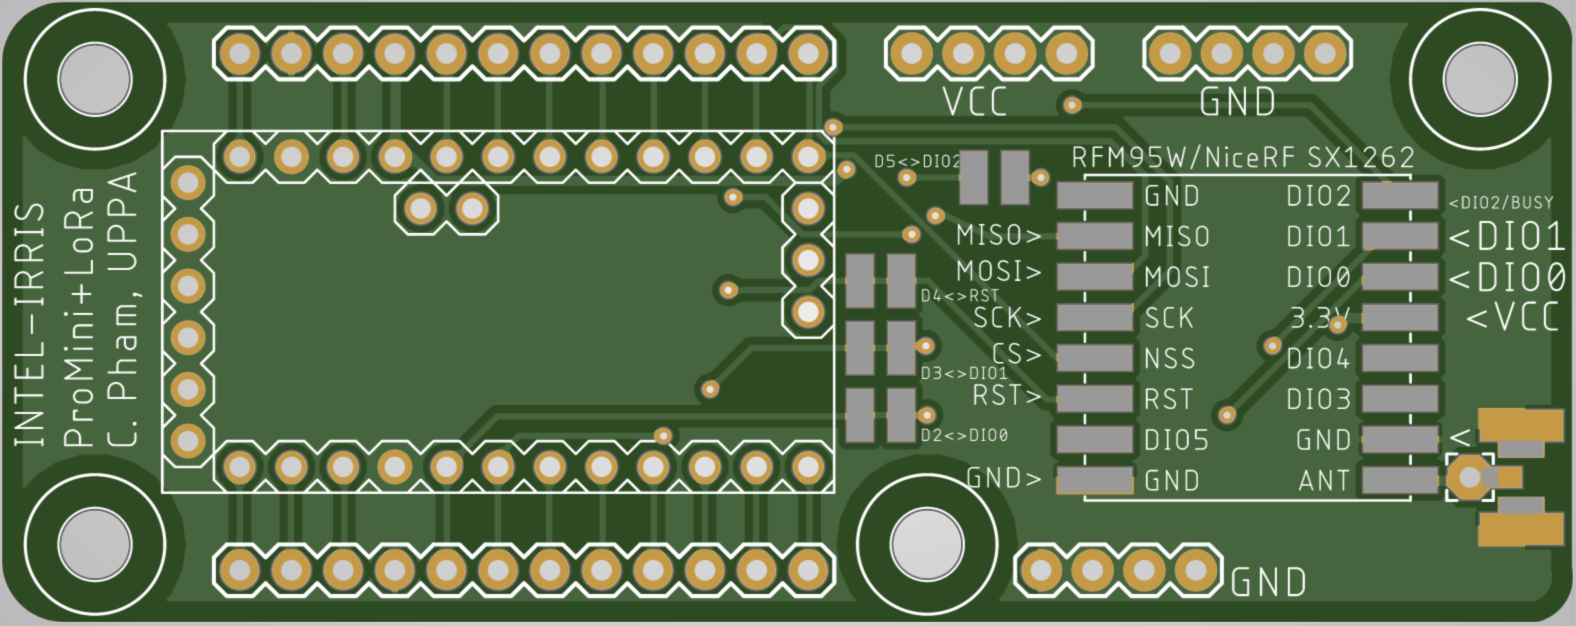 INTEL-IRRIS
ProMini+LoRa
C. Pham, UPPA
VCC
GND
D5<>DIO2
RFM95W/NiceRF SX1262
GND
DIO2
<DIO2/BUSY
MISO>
MISO
DIO1
<DIO1
MOSI>
MOSI
DIO0
<DIO0
D4<>RST
SCK>
SCK
3.3V
<VCC
CS>
NSS
DIO4
D3<>DIO1
RST>
RST
DIO3
D2<>DIO0
DIO5
GND
<
GND>
GND
ANT
GND